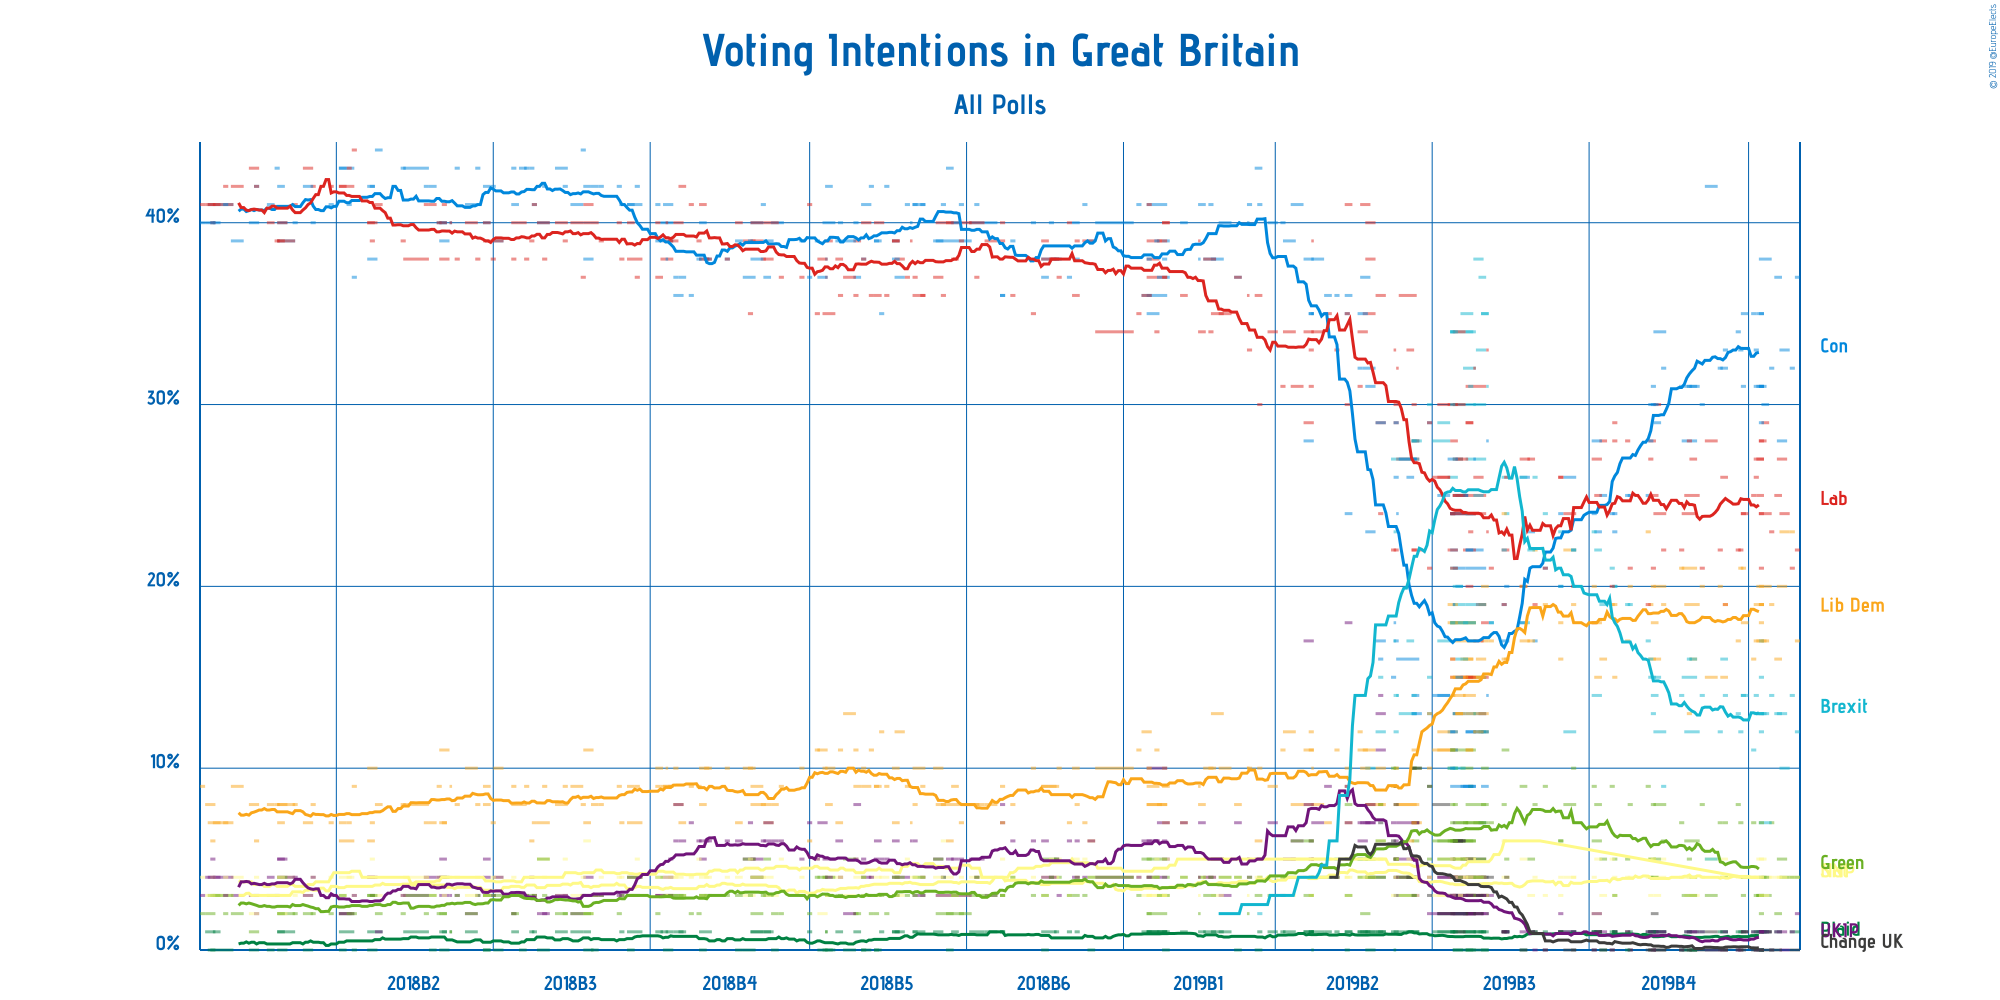 Voting Intentions in Great Britain
© 2019 @EuropeElects
All Polls
40%
30%
20%
10%
0%
Con
Lab
Lib Dem
Brexit
Green
UKIP
Change UK
2018B2 2018B3 2018B4 2018B5 2018B6 2019B1 2019B2 2019B3 2019B4